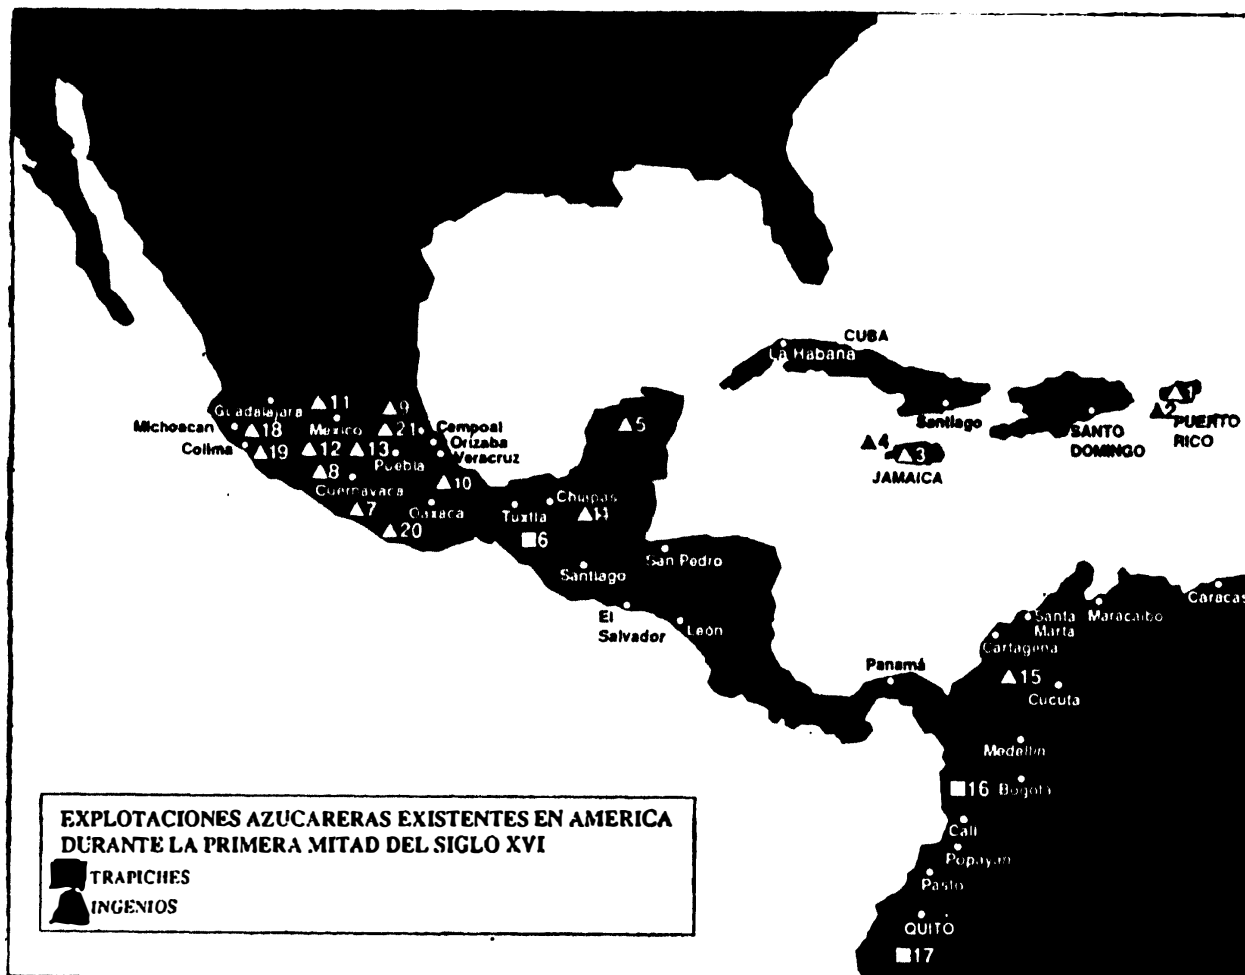 CUBA
La Habana
Santiago
1
2
PUERTO
RICO
SANTO
DOMINGO
4
3
JAMAICA
11
9
Guadalajara
Michoacan
18
Mexico
21
Cempoal
Orizaba
Veracruz
5
Colima
19
12
13
Puebla
8
Cuernavaca
10
7
Oaxaca
20
Tuxtla
Chiapas
6
San Pedro
Santiago
El
Salvador
León
Caracas
Santa
Marta
Maracaibo
Cartagena
Panamá
15
Cucuta
Medellin
16
Bogota
Cali
Popayan
Pasto
QUITO
17
EXPLOTACIONES AZUCARERAS EXISTENTES EN AMERICA
DURANTE LA PRIMERA MITAD DEL SIGLO XVI
TRAPICHES
INGENIOS